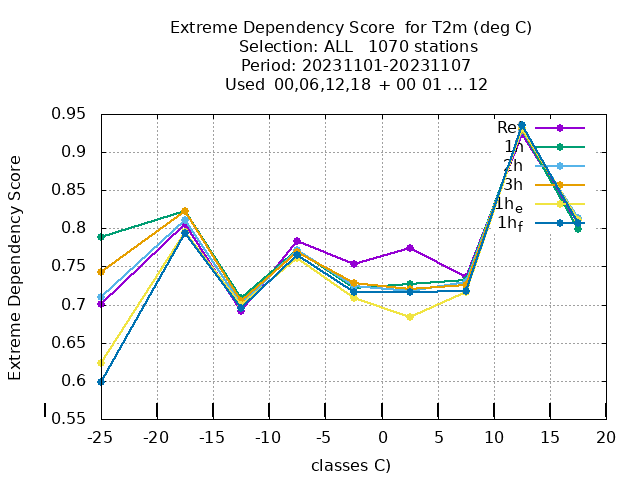 Extreme Dependency Score  for T2m (deg C)
Selection: ALL   1070 stations
Period: 20231101-20231107
Used  00,06,12,18 + 00 01 ... 12
Extreme Dependency Score
0.95
0.9
0.85
0.8
0.75
0.7
0.65
0.6
0.55
Ref
1h
2h
3h
1he
1hf
-25 -20 -15 -10 -5 0 5 10 15 20
classes C)